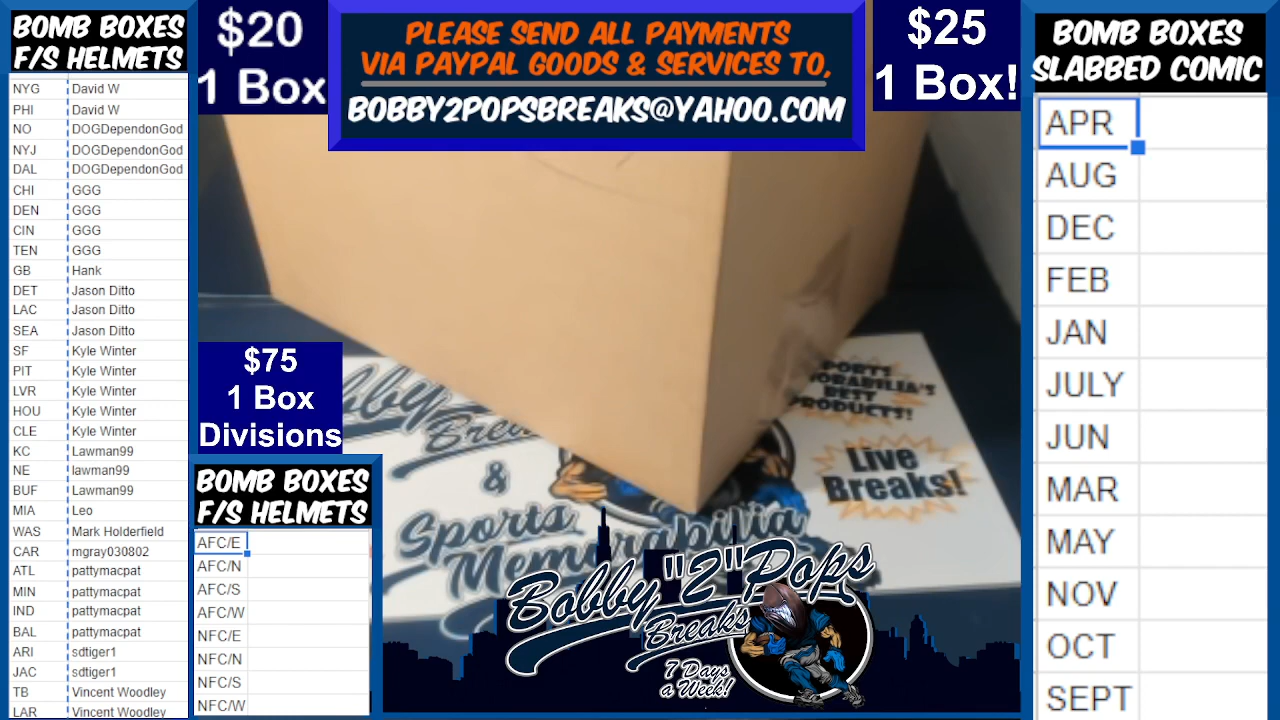 BOMB BOXES
F/S HELMETS
NYG David W
PHI David W
NO DOGDependonGod
NYJ DOGDependonGod
DAL DOGDependonGod
CHI GGG
DEN GGG
CIN GGG
TEN GGG
GB Hank
DET Jason Ditto
LAC Jason Ditto
SEA Jason Ditto
SF Kyle Winter
PIT Kyle Winter
LVR Kyle Winter
HOU Kyle Winter
CLE Kyle Winter
KC Lawman99
NE lawman99
BUF Lawman99
MIA Leo
WAS Mark Holderfield
CAR mgray030802
ATL pattymacpat
MIN pattymacpat
IND pattymacpat
BAL pattymacpat
ARI sdtiger1
JAC sdtiger1
TB Vincent Woodley
LAR Vincent Woodley
$20
1 Box
PLEASE SEND ALL PAYMENTS
VIA PAYPAL GOODS & SERVICES TO,
BOBBY2POPSBREAKS@YAHOO.COM
$25
1 Box!
$75
1 Box
Divisions
BOMB BOXES
F/S HELMETS
AFC/E
AFC/N
AFC/S
AFC/W
NFC/E
NFC/N
NFC/S
NFC/W
&
Sports
Memorabilia
BEST
PRODUCTS!
Live
Breaks!
Bobby "2" Pops
Breaks
7 Days
a Week!
BOMB BOXES
SLABBED COMIC
APR
AUG
DEC
FEB
JAN
JULY
JUN
MAR
MAY
NOV
OCT
SEPT